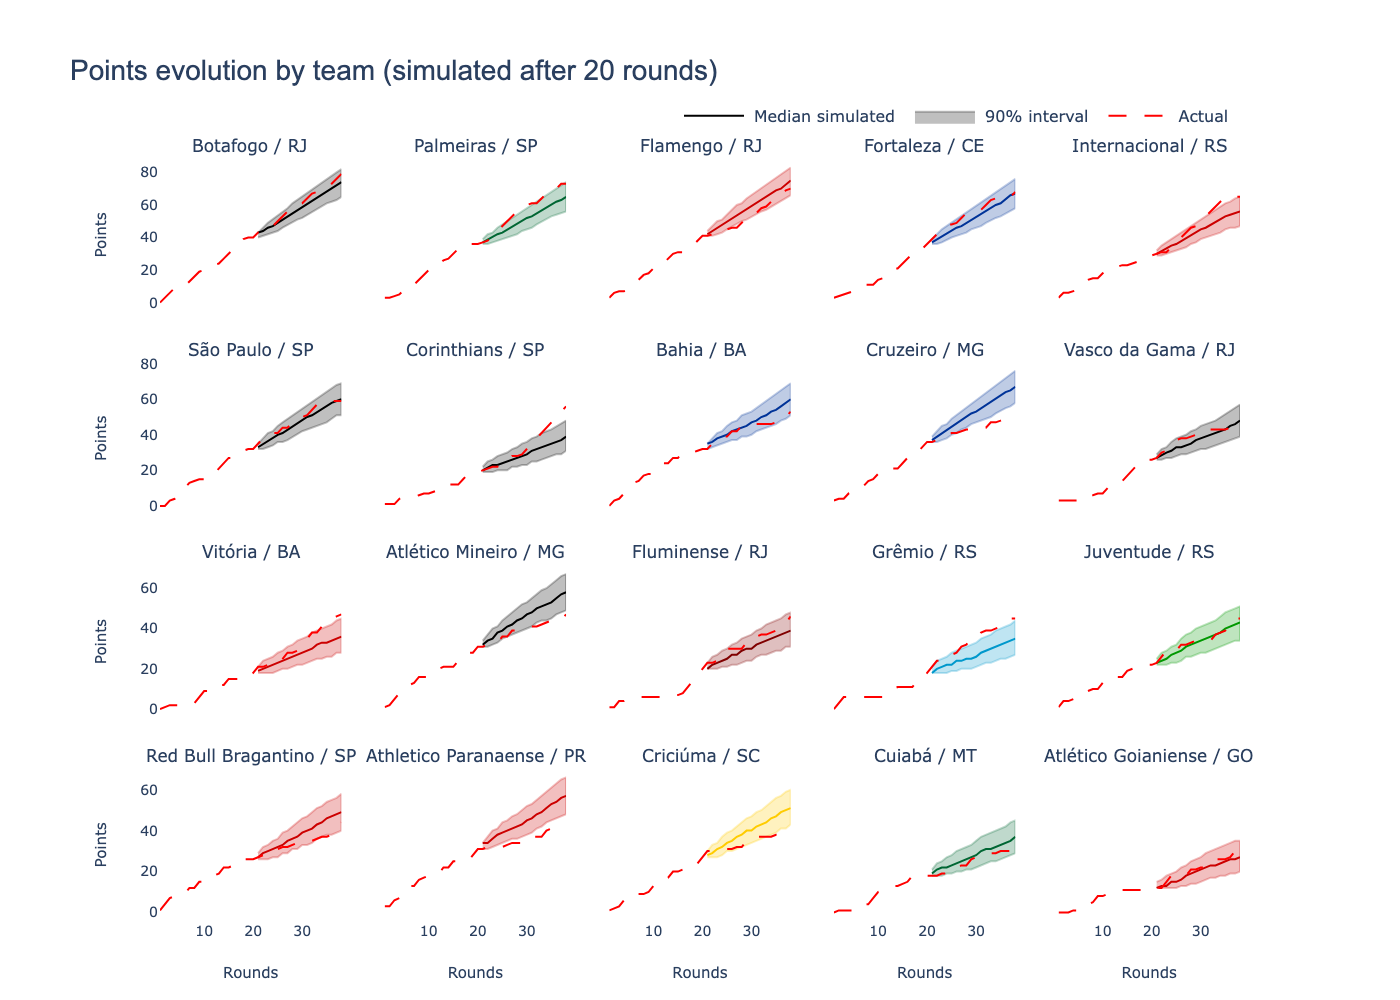 Points evolution by team (simulated after 20 rounds)
Median simulated 90% interval Actual
Botafogo / RJ Palmeiras / SP Flamengo / RJ Fortaleza / CE Internacional / RS
80
60
40
20
0
Points
São Paulo / SP Corinthians / SP Bahia / BA Cruzeiro / MG Vasco da Gama / RJ
80
60
40
20
0
Points
Vitória / BA Atlético Mineiro / MG Fluminense / RJ Grêmio / RS Juventude / RS
60
40
20
0
Points
Red Bull Bragantino / SP Athletico Paranaense / PR Criciúma / SC Cuiabá / MT Atlético Goianiense / GO
60
40
20
0
Points
10 20 30 10 20 30 10 20 30 10 20 30 10 20 30
Rounds Rounds Rounds Rounds Rounds